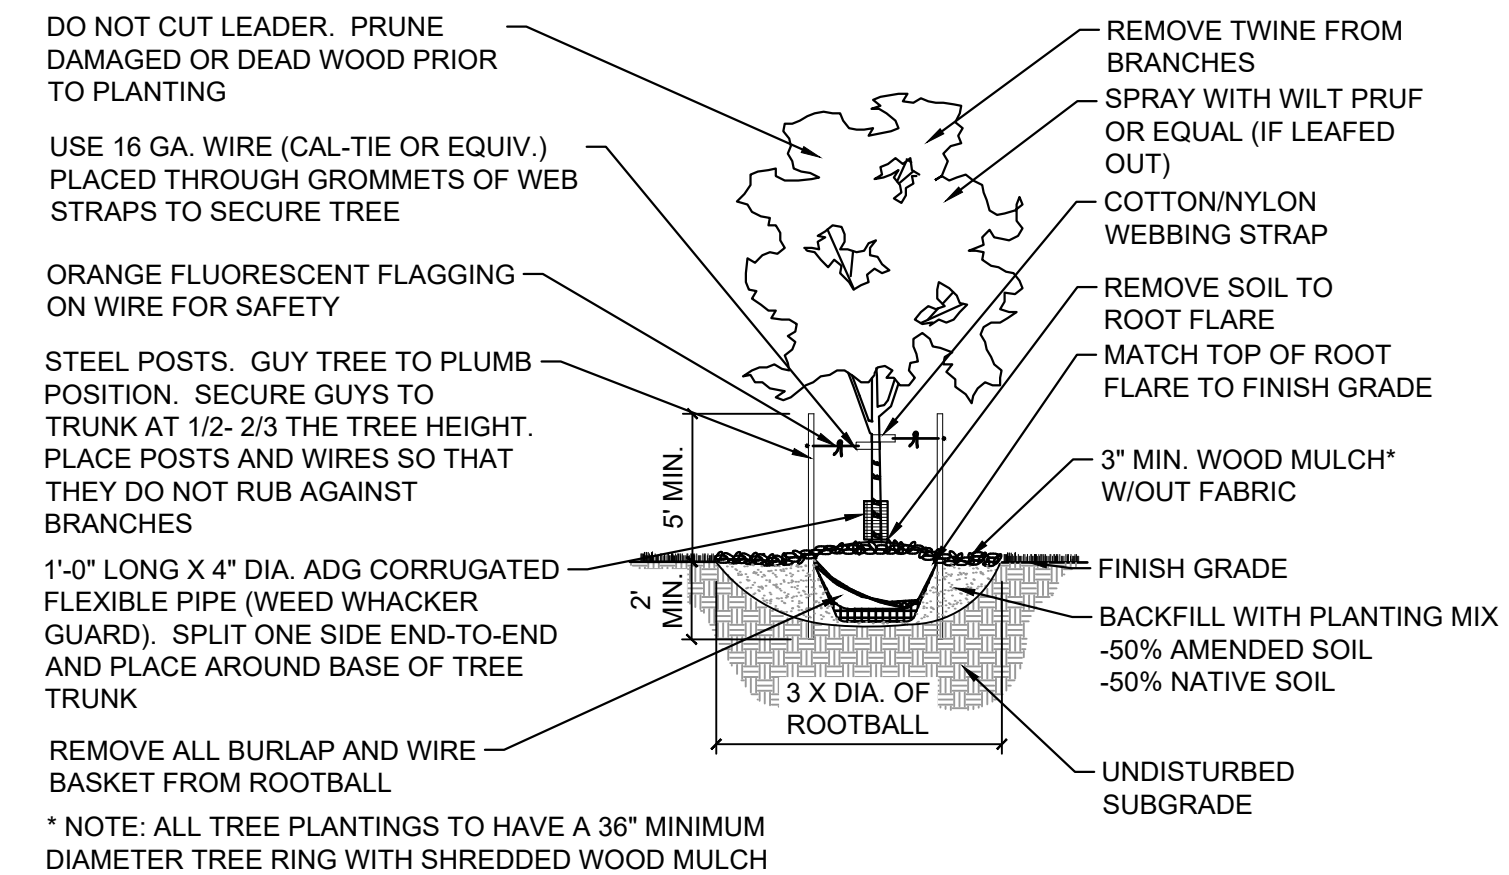 DO NOT CUT LEADER.  PRUNE
DAMAGED OR DEAD WOOD PRIOR
TO PLANTING
USE 16 GA. WIRE (CAL-TIE OR EQUIV.)
PLACED THROUGH GROMMETS OF WEB
STRAPS TO SECURE TREE
ORANGE FLUORESCENT FLAGGING
ON WIRE FOR SAFETY
STEEL POSTS.  GUY TREE TO PLUMB
POSITION.  SECURE GUYS TO
TRUNK AT 1/2- 2/3 THE TREE HEIGHT.
PLACE POSTS AND WIRES SO THAT
THEY DO NOT RUB AGAINST
BRANCHES
1'-0" LONG X 4" DIA. ADG CORRUGATED
FLEXIBLE PIPE (WEED WHACKER
GUARD).  SPLIT ONE SIDE END-TO-END
AND PLACE AROUND BASE OF TREE
TRUNK
REMOVE ALL BURLAP AND WIRE
BASKET FROM ROOTBALL
* NOTE: ALL TREE PLANTINGS TO HAVE A 36" MINIMUM
DIAMETER TREE RING WITH SHREDDED WOOD MULCH
5' MIN.
2'
MIN.
3 X DIA. OF
ROOTBALL
REMOVE TWINE FROM
BRANCHES
SPRAY WITH WILT PRUF
OR EQUAL (IF LEAFED
OUT)
COTTON/NYLON
WEBBING STRAP
REMOVE SOIL TO
ROOT FLARE
MATCH TOP OF ROOT
FLARE TO FINISH GRADE
3" MIN. WOOD MULCH*
W/OUT FABRIC
FINISH GRADE
BACKFILL WITH PLANTING MIX
-50% AMENDED SOIL
-50% NATIVE SOIL
UNDISTURBED
SUBGRADE